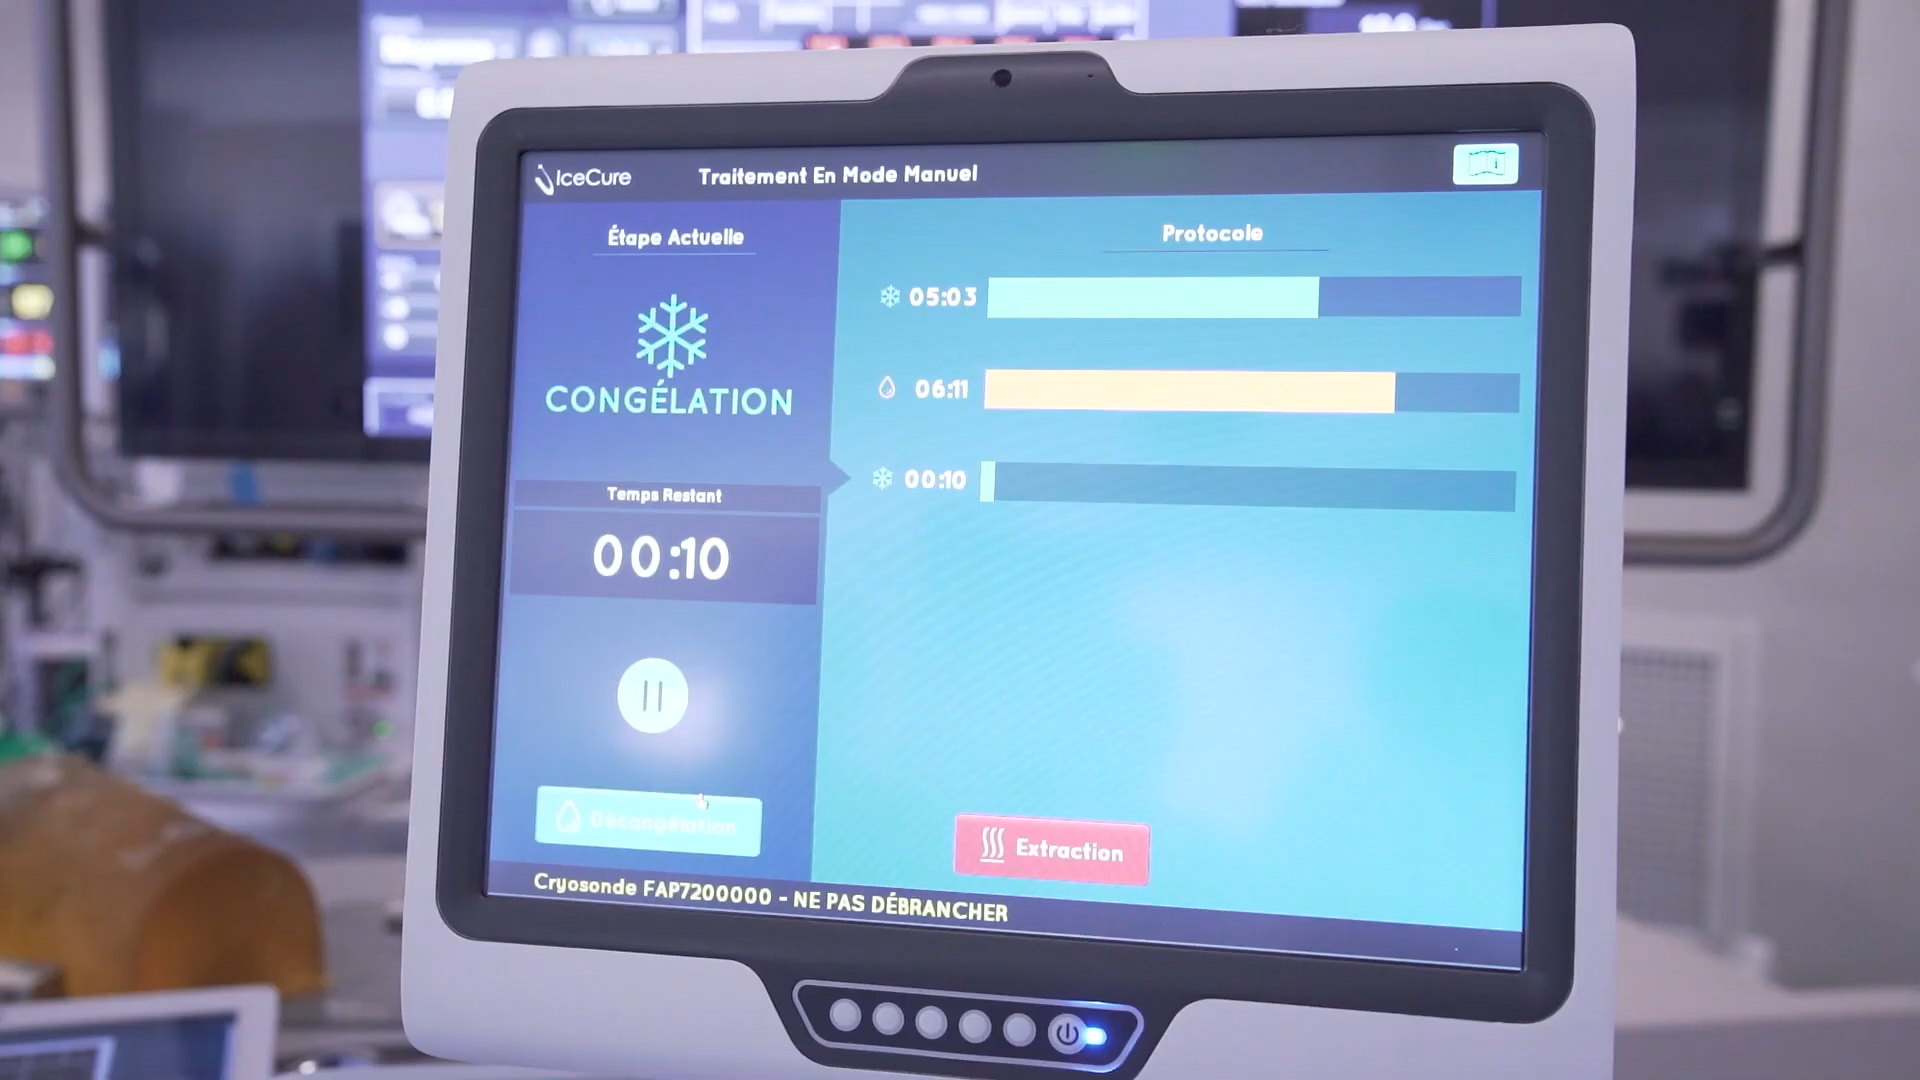 IceCure
Traitement En Mode Manuel
Étape Actuelle
CONGÉLATION
Temps Restant
00:10
Décongélation
Protocole
05:03
06:11
00:10
Extraction
Cryosonde FAP7200000 - NE PAS DÉBRANCHER